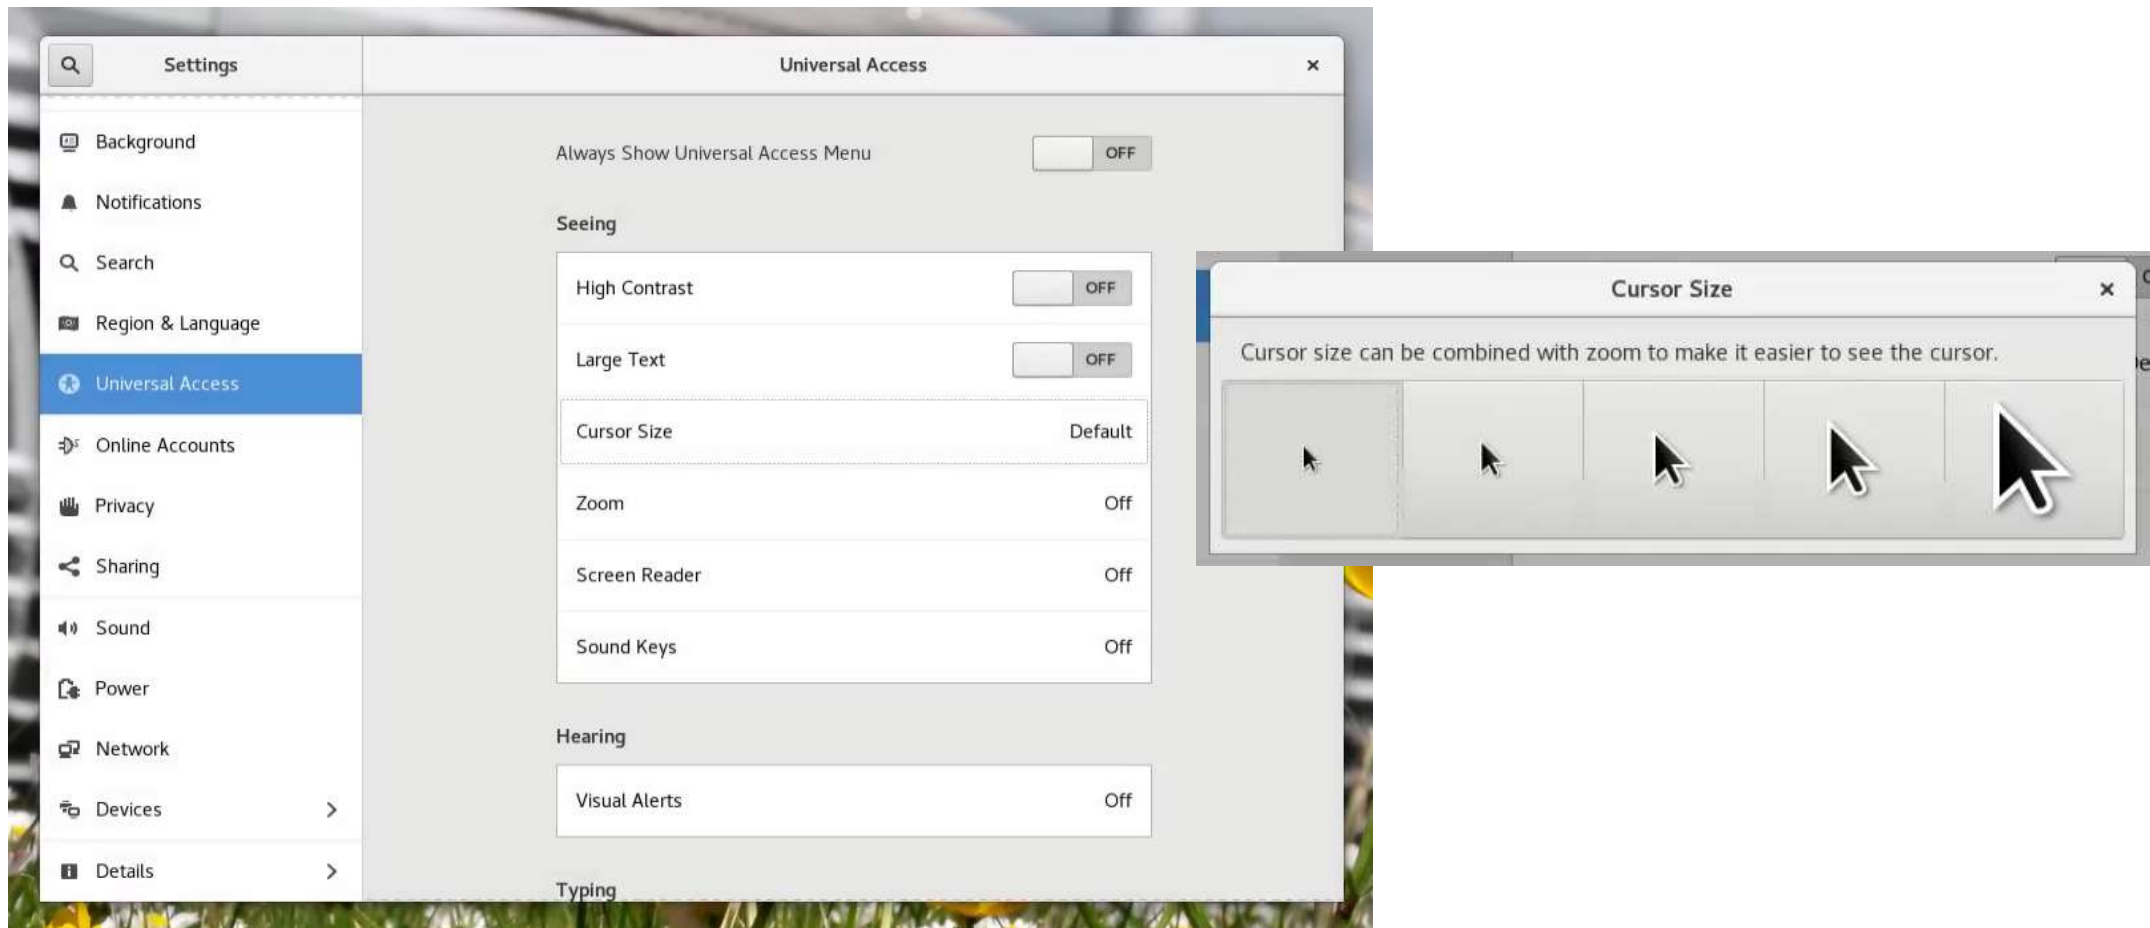 Settings
Universal Access
Background
Notifications
Search
Region & Language
Universal Access
Online Accounts
Privacy
Sharing
Sound
Power
Network
Devices
Details
Always Show Universal Access Menu OFF
Seeing
High Contrast OFF
Large Text OFF
Cursor Size Default
Zoom Off
Screen Reader Off
Sound Keys Off
Hearing
Visual Alerts Off
Typing
Cursor Size
Cursor size can be combined with zoom to make it easier to see the cursor.